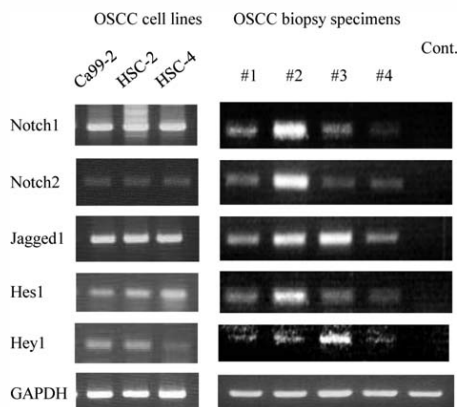 OSCC cell lines OSCC biopsy specimens
Ca99-2 HSC-2 HSC-4 #1 #2 #3 #4 Cont.
Notch1
Notch2
Jagged1
Hes1
Hey1
GAPDH